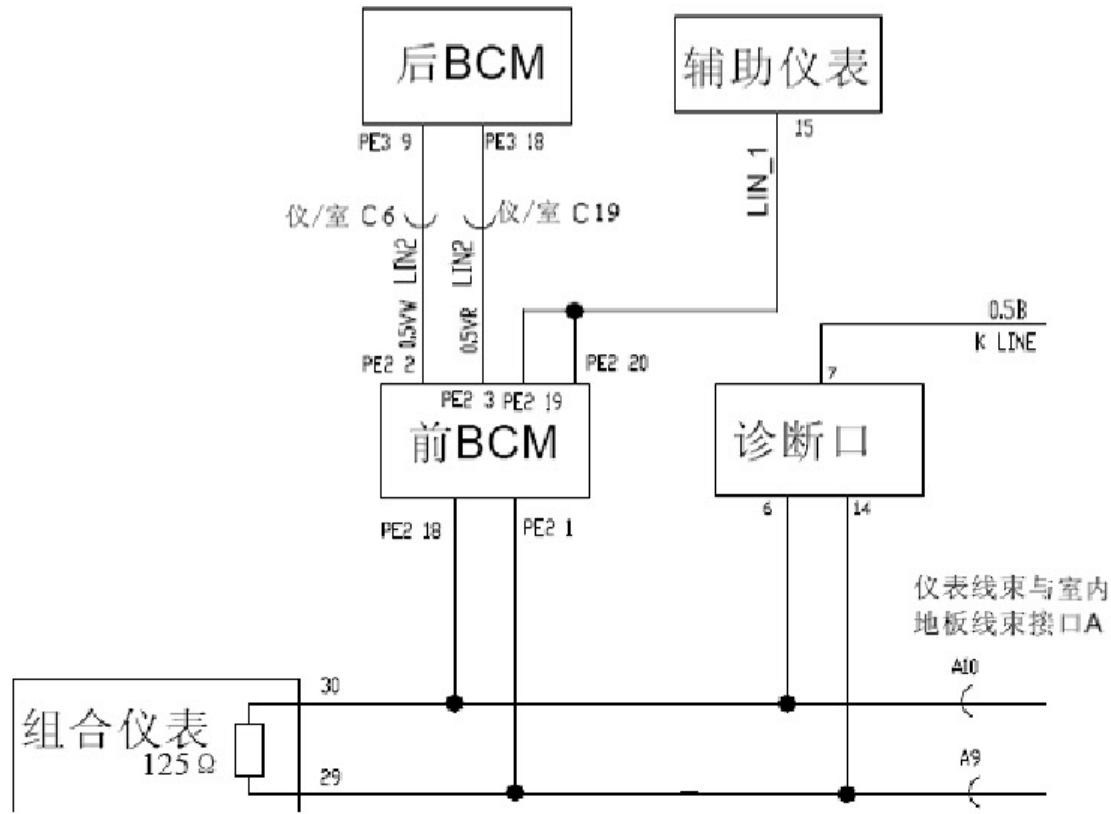 后BCM
辅助仪表
PE3 9
PE3 18
15
LIN_1
仪/室 C6
仪/室 C19
LIN2
LIN2
0.5VW
0.5VR
0.5B
K LINE
PE2 2
PE2 3
PE2 19
PE2 20
7
前BCM
诊断口
PE2 18
PE2 1
6
14
仪表线束与室内
地板线束接口A
A10
30
组合仪表
125Ω
29
A9